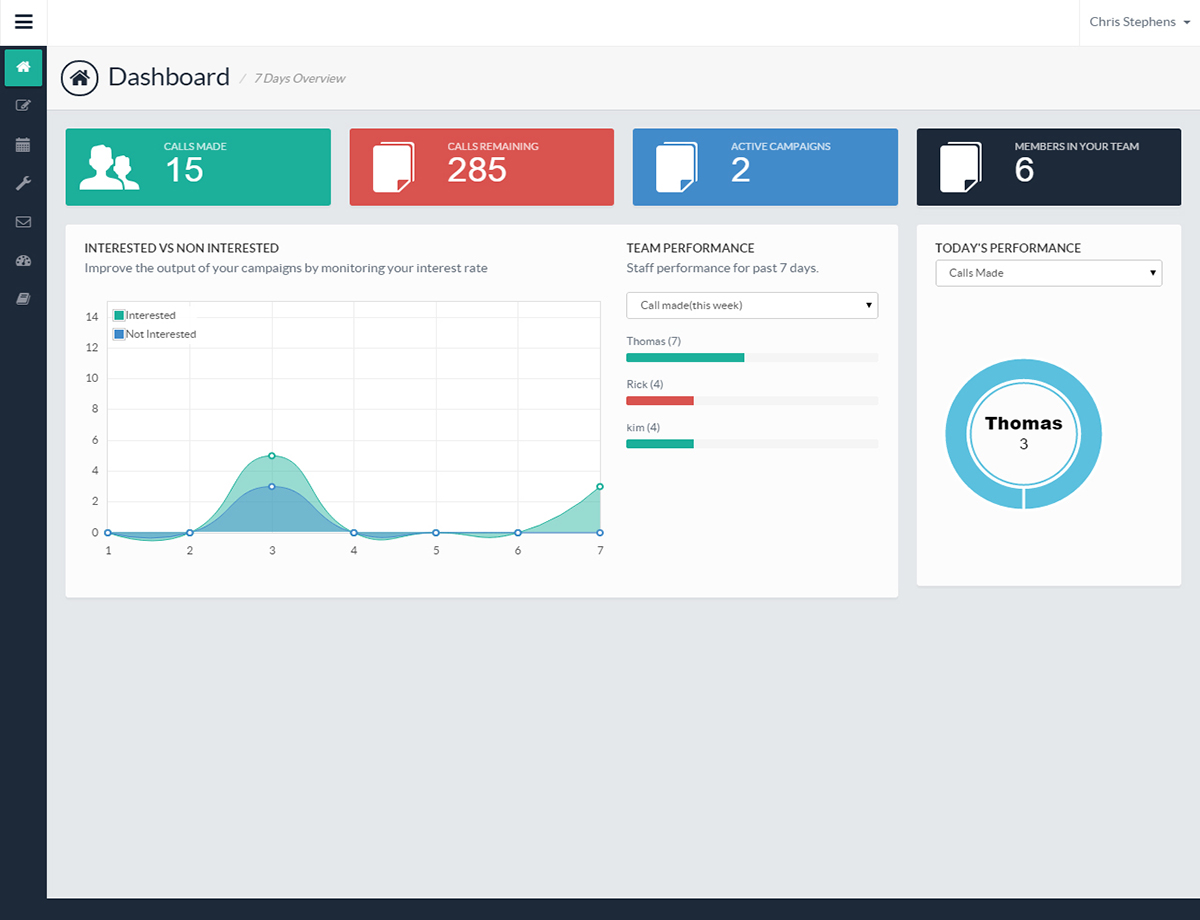 Chris Stephens
Dashboard / 7 Days Overview
CALLS MADE
15
CALLS REMAINING
285
ACTIVE CAMPAIGNS
2
MEMBERS IN YOUR TEAM
6
INTERESTED VS NON INTERESTED
Improve the output of your campaigns by monitoring your interest rate
Interested
Not Interested
14
12
10
8
6
4
2
0
1 2 3 4 5 6 7
TEAM PERFORMANCE
Staff performance for past 7 days.
Call made(this week)
Thomas (7)
Rick (4)
kim (4)
TODAY'S PERFORMANCE
Calls Made
Thomas
3